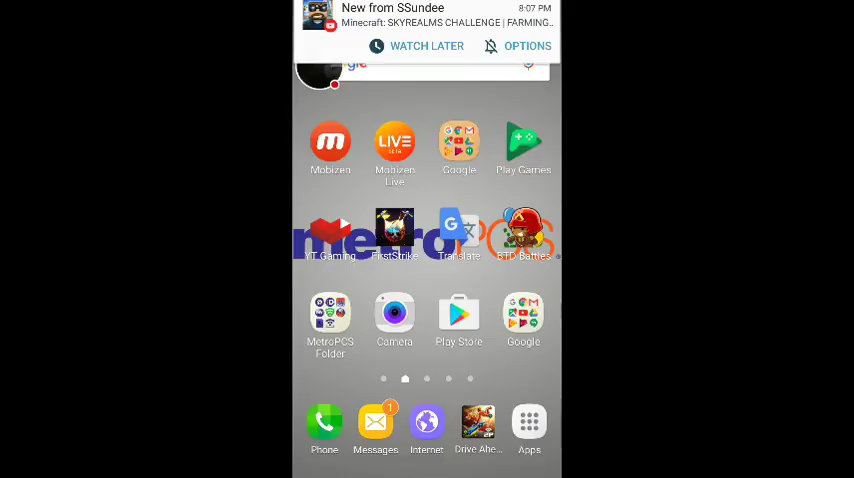 New from SSundee
8:07 PM
Minecraft: SKYREALMS CHALLENGE | FARMING..
WATCH LATER
OPTIONS
gle
Mobizen
Mobizen
Live
Google
Play Games
metroPCS
YT Gaming
FirstStrike
Translate
BTD Battles
MetroPCS
Folder
Camera
Play Store
Google
1
Phone
Messages
Internet
Drive Ahe...
Apps
LIVE
BETA